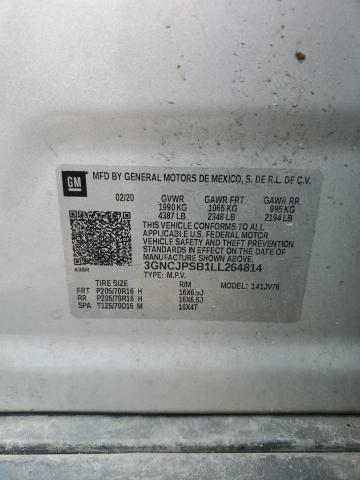 GM
MFD BY GENERAL MOTORS DE MEXICO, S. DE R.L. DE C.V.
02/20 GVWR GAWR FRT GAWR RR
1990 KG 1065 KG 995 KG
4387 LB 2348 LB 2194 LB
THIS VEHICLE CONFORMS TO ALL
APPLICABLE U.S. FEDERAL MOTOR
VEHICLE SAFETY, BUMPER, AND THEFT
PREVENTION STANDARDS IN EFFECT ON
THE DATE OF MANUFACTURE SHOWN ABOVE.
638R
3GNCJPSB1LL264814
TYPE: M.P.V.
TIRE SIZE RIM MODEL: 141JV76
FRT P205/70R16 H 16X6.5J
RR P205/70R16 H 16X6.5J
SPA T125/70D16 M 16X4T